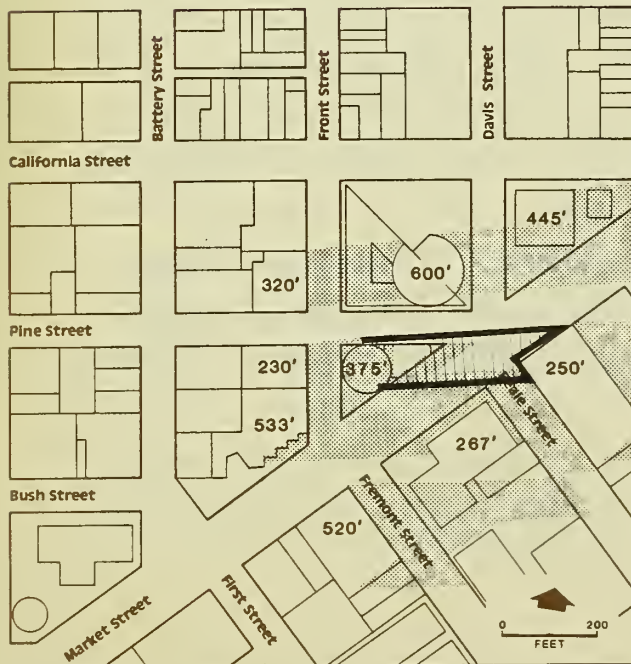 Battery Street
Front Street
Davis Street
California Street
445'
600'
320'
Pine Street
230'
375'
250'
533'
267'
Bush Street
520'
Fremont Street
First Street
Market Street
0 200
FEET